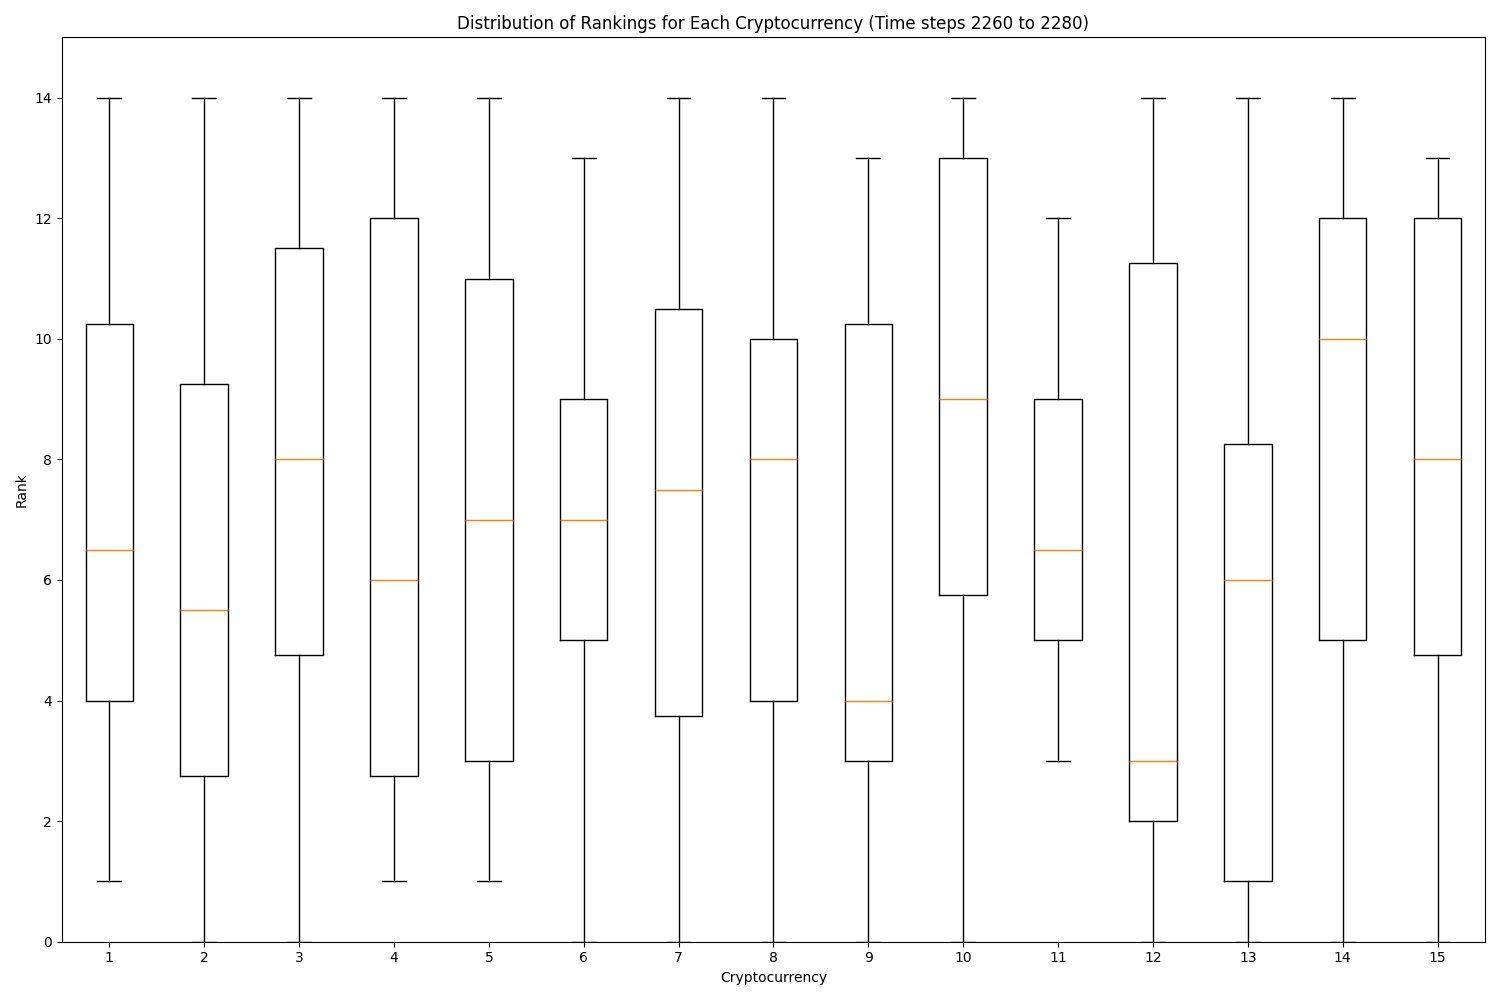 Distribution of Rankings for Each Cryptocurrency (Time steps 2260 to 2280)
14
12
10
8
6
4
2
0
Rank
1 2 3 4 5 6 7 8 9 10 11 12 13 14 15
Cryptocurrency